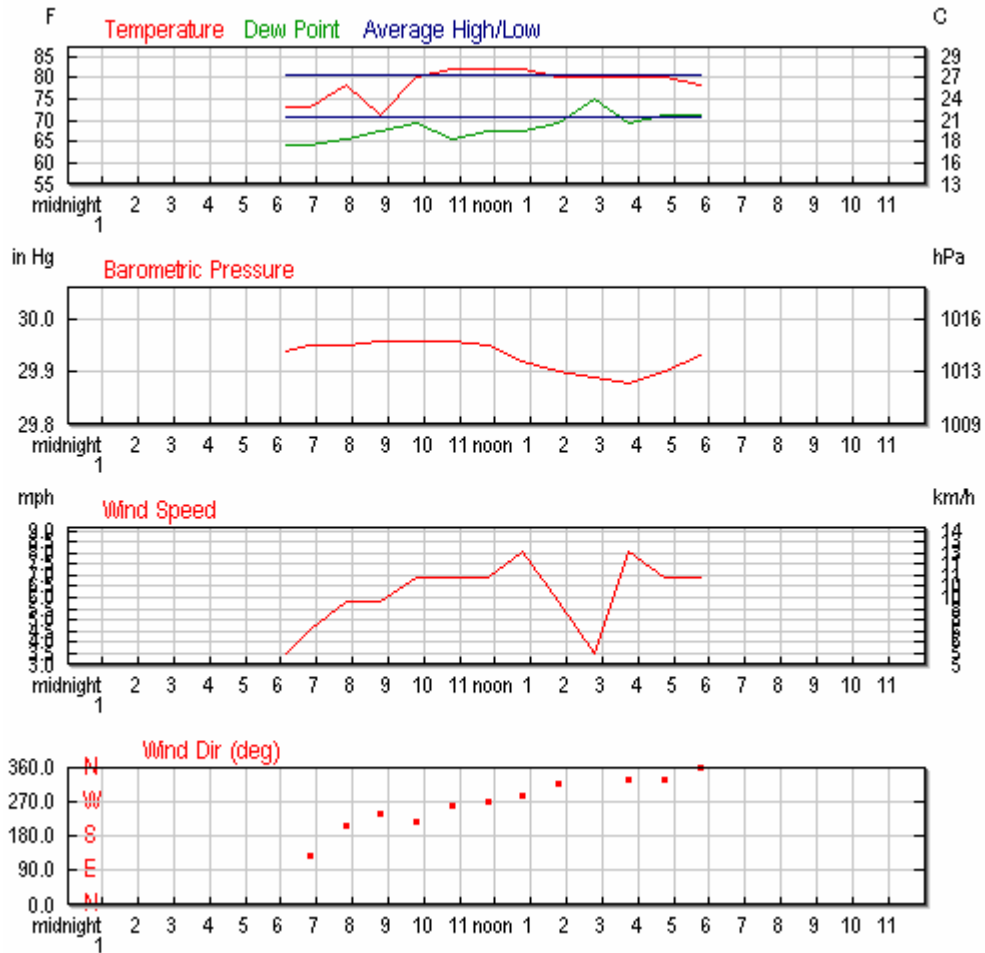 F Temperature Dew Point Average High/Low C
85 29
80 27
75 24
70 21
65 18
60 16
55 13
midnight 1 2 3 4 5 6 7 8 9 10 11 noon 1 2 3 4 5 6 7 8 9 10 11
in Hg Barometric Pressure hPa
30.0 1016
29.9 1013
29.8 1009
midnight 1 2 3 4 5 6 7 8 9 10 11 noon 1 2 3 4 5 6 7 8 9 10 11
mph Wind Speed km/h
9.0 14
3.0 5
midnight 1 2 3 4 5 6 7 8 9 10 11 noon 1 2 3 4 5 6 7 8 9 10 11
Wind Dir (deg)
360.0 N
270.0 W
180.0 S
90.0 E
0.0 N
midnight 1 2 3 4 5 6 7 8 9 10 11 noon 1 2 3 4 5 6 7 8 9 10 11